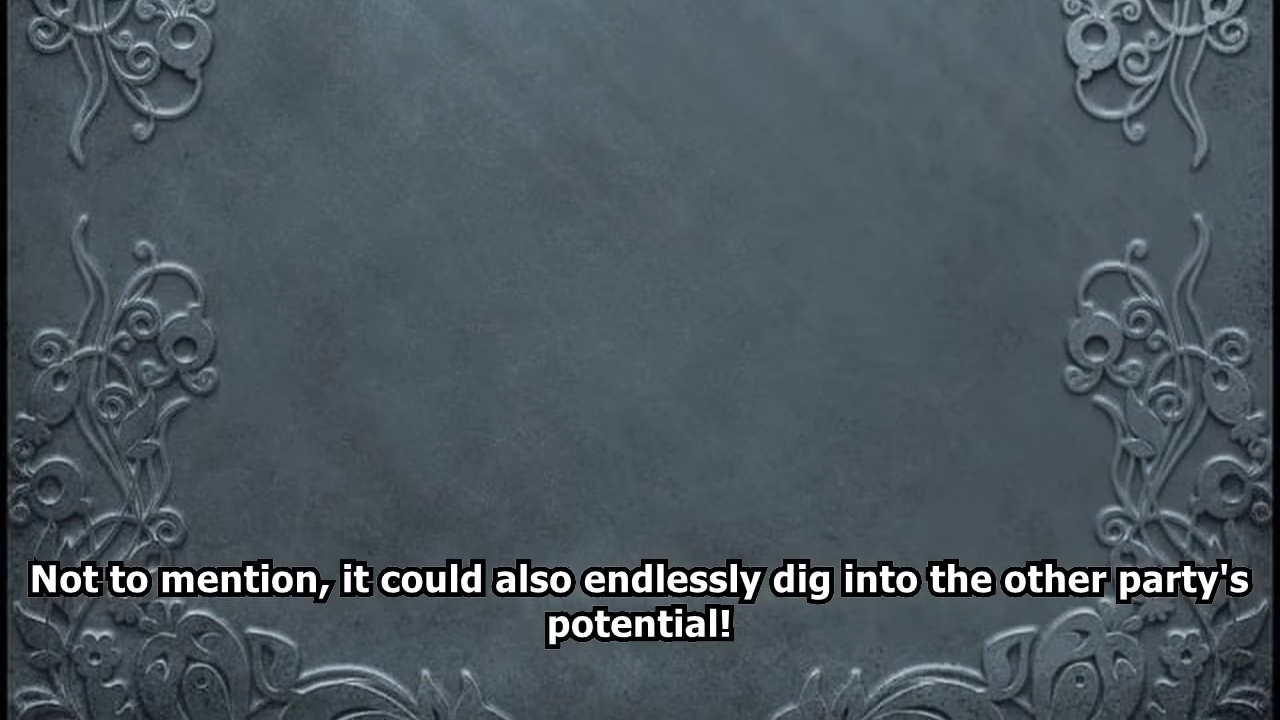 Not to mention, it could also endlessly dig into the other party's
potential!